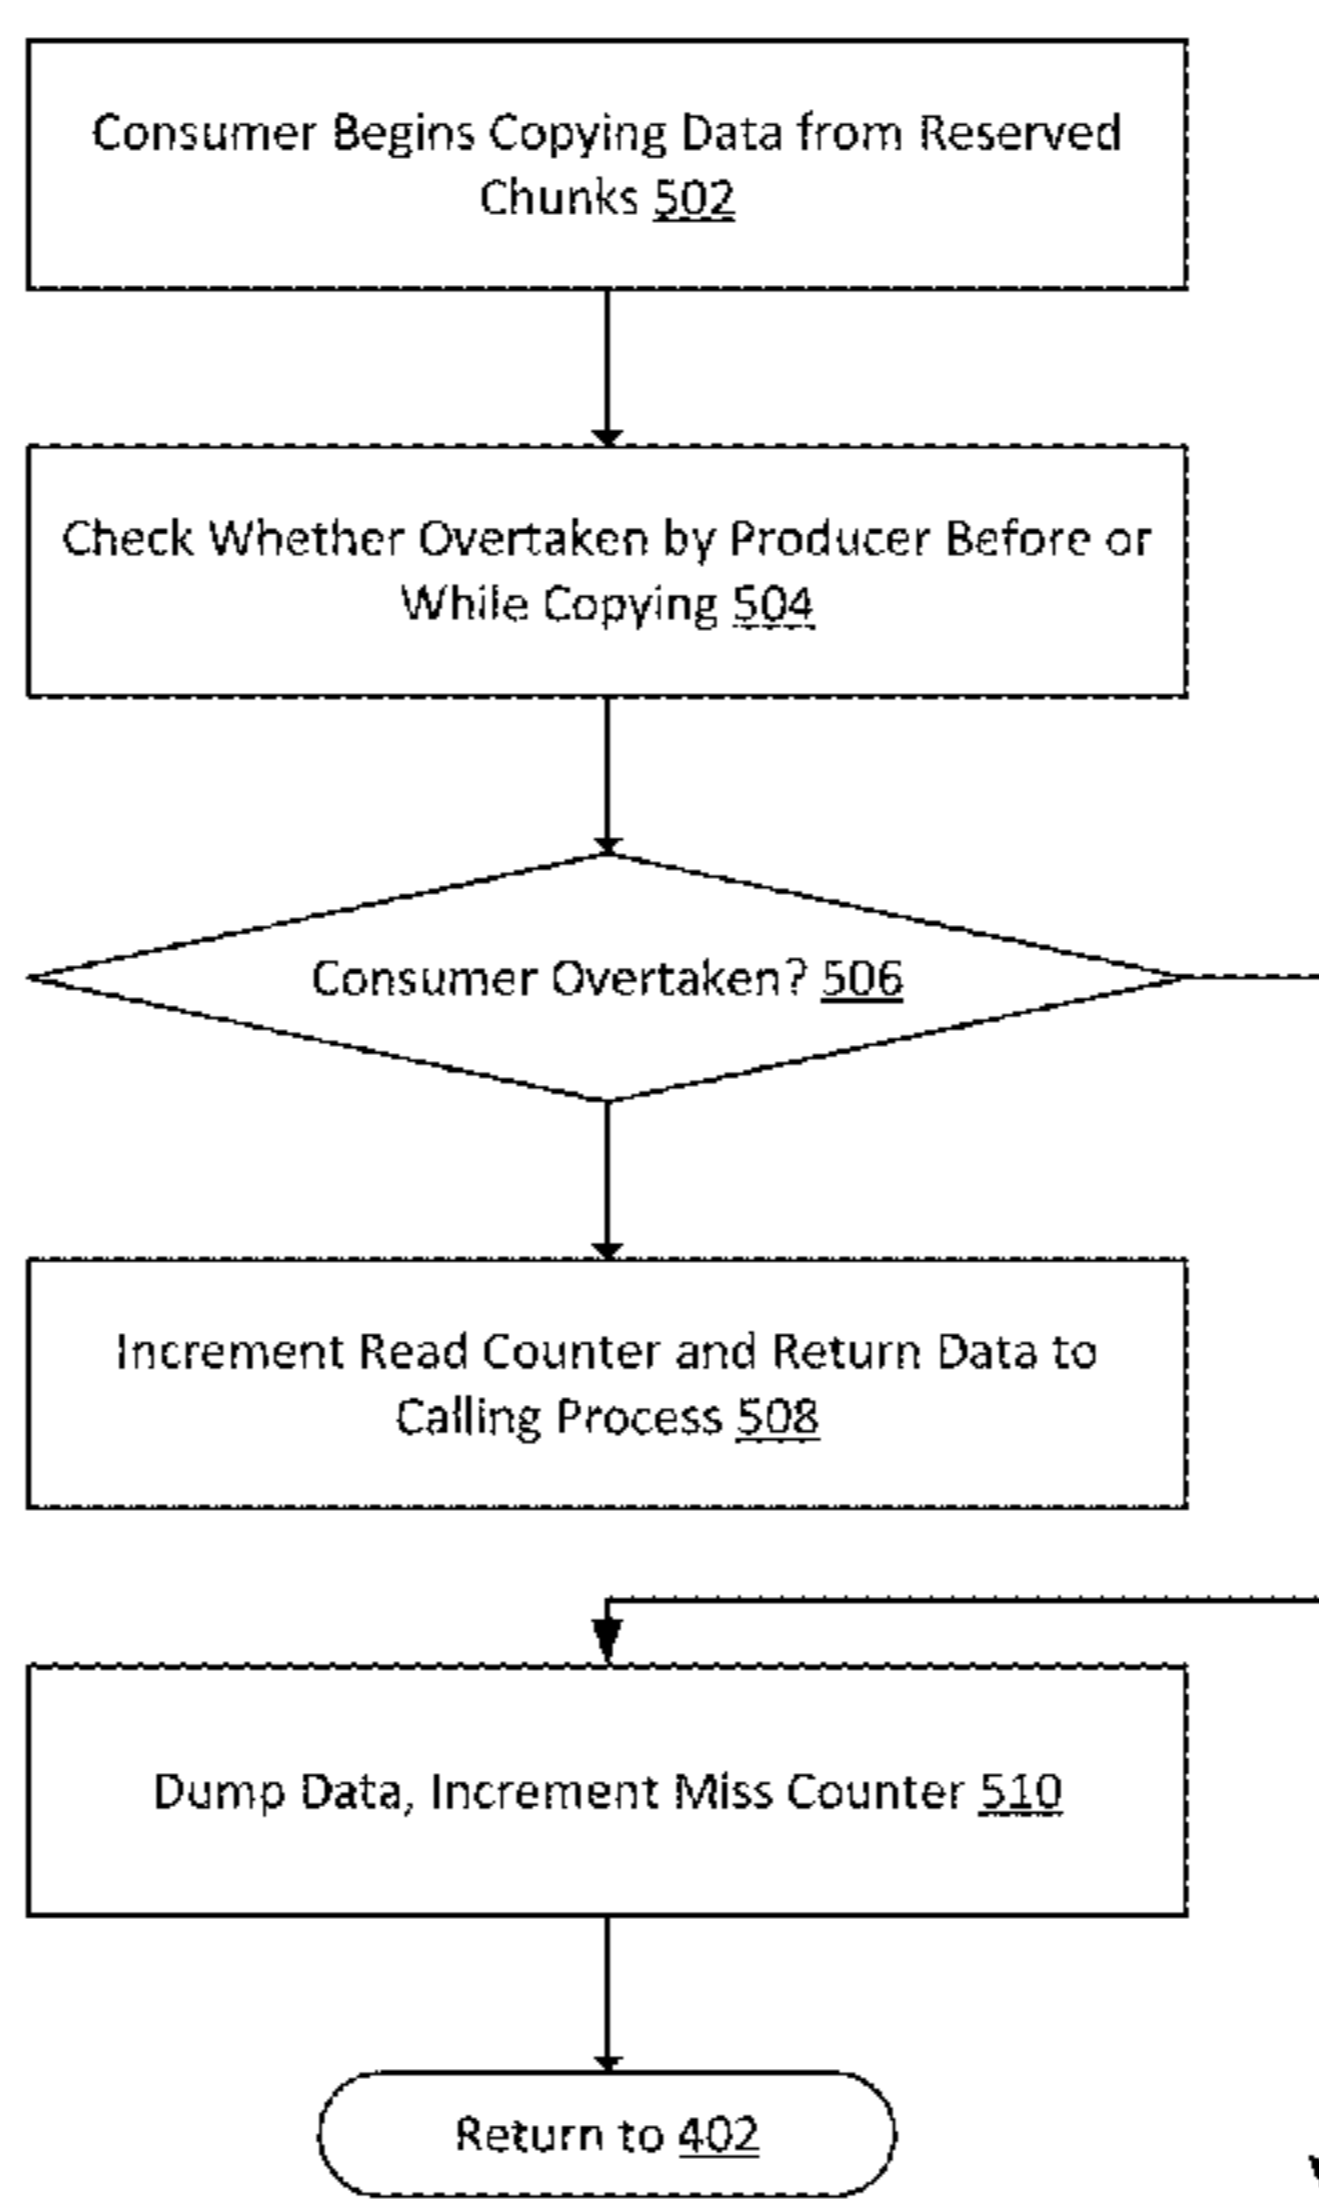 Consumer Begins Copying Data from Reserved
Chunks 502
Check Whether Overtaken by Producer Before or
While Copying 504
Consumer Overtaken? 506
Increment Read Counter and Return Data to
Calling Process 508
Dump Data, Increment Miss Counter 510
Return to 402